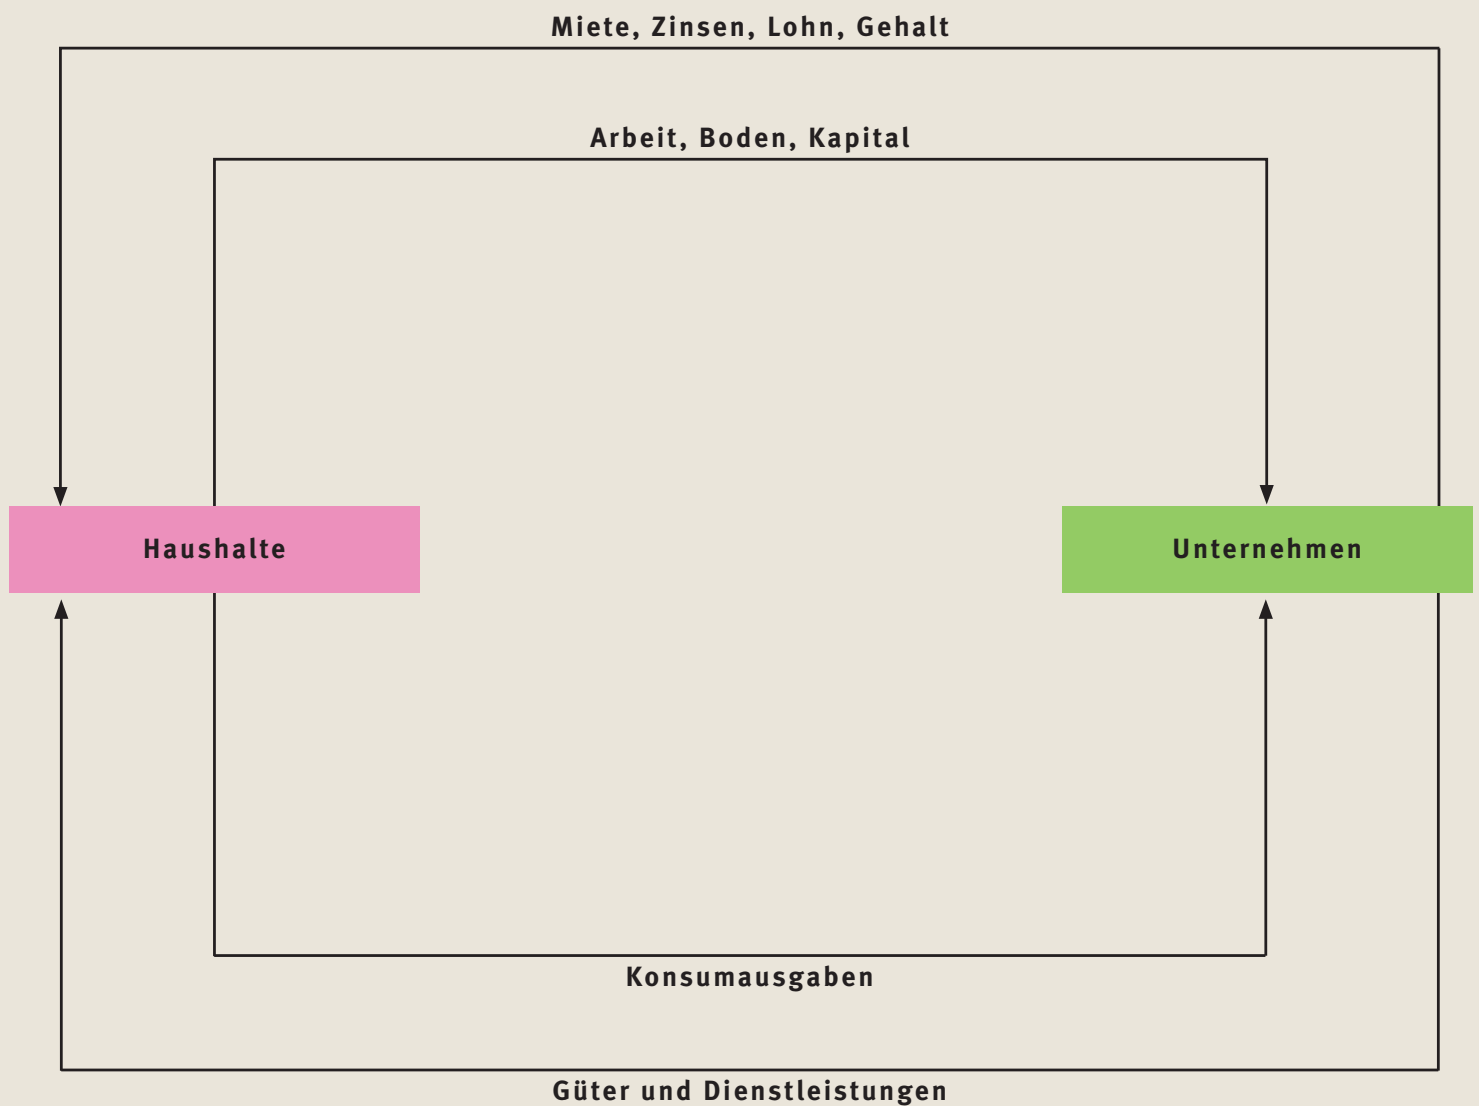 Miete, Zinsen, Lohn, Gehalt
Arbeit, Boden, Kapital
Haushalte
Unternehmen
Konsumausgaben
Güter und Dienstleistungen